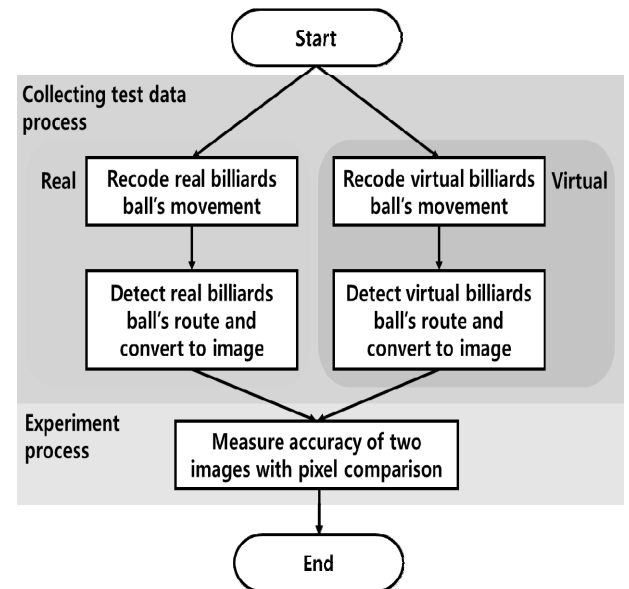 Start
Collecting test data
process
Real
Recode real billiards
ball's movement
Recode virtual billiards
ball's movement
Virtual
Detect real billiards
ball's route and
convert to image
Detect virtual billiards
ball's route and
convert to image
Experiment
process
Measure accuracy of two
images with pixel comparison
End